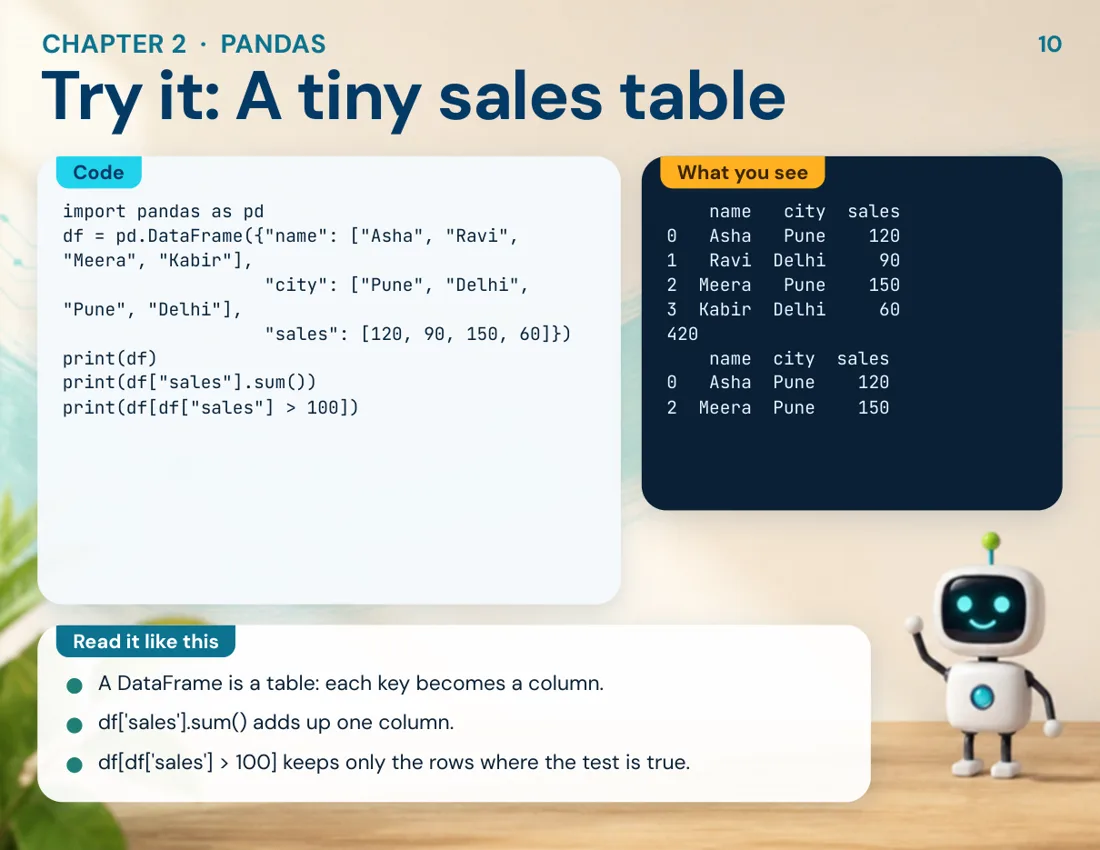 CHAPTER 2 · PANDAS
10
Try it: A tiny sales table
Code
import pandas as pd
df = pd.DataFrame({"name": ["Asha", "Ravi",
"Meera", "Kabir"],
                   "city": ["Pune", "Delhi",
"Pune", "Delhi"],
                   "sales": [120, 90, 150, 60]})
print(df)
print(df["sales"].sum())
print(df[df["sales"] > 100])
What you see
    name   city  sales
0   Asha   Pune    120
1   Ravi  Delhi     90
2  Meera   Pune    150
3  Kabir  Delhi     60
420
    name  city  sales
0   Asha  Pune    120
2  Meera  Pune    150
Read it like this
A DataFrame is a table: each key becomes a column.
df['sales'].sum() adds up one column.
df[df['sales'] > 100] keeps only the rows where the test is true.